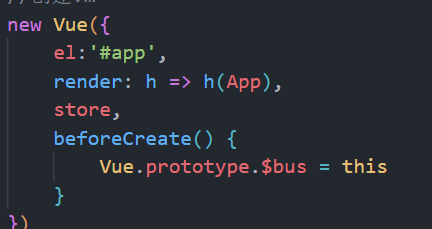 new Vue({
    el:'#app',
    render: h => h(App),
    store,
    beforeCreate() {
        Vue.prototype.$bus = this
    }
})